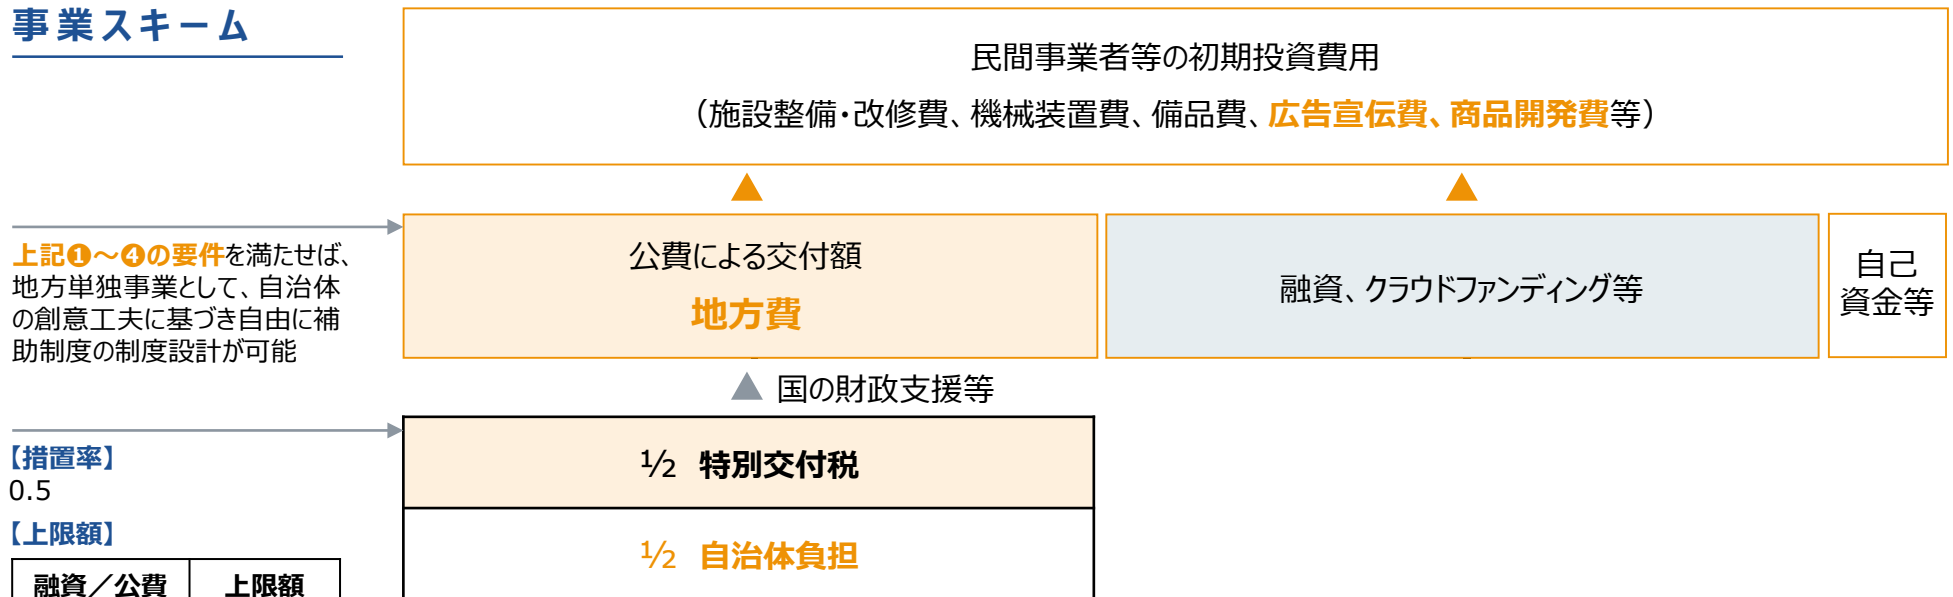 事業スキーム
民間事業者等の初期投資費用
（施設整備・改修費、機械装置費、備品費、広告宣伝費、商品開発費等）
上記❶～❹の要件を満たせば、
地方単独事業として、自治体
の創意工夫に基づき自由に補
助制度の制度設計が可能
公費による交付額
地方費
融資、クラウドファンディング等
自己
資金等
国の財政支援等
【措置率】
0.5
½ 特別交付税
【上限額】
½ 自治体負担
融資／公費 上限額